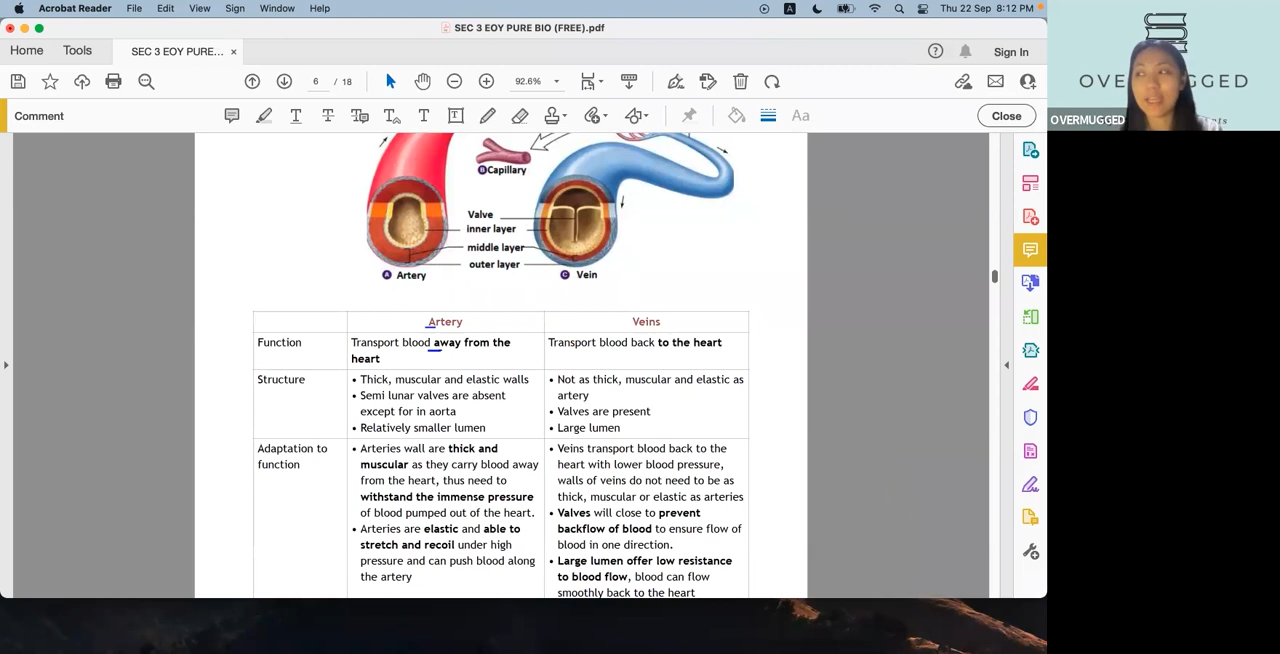 Acrobat Reader File Edit View Sign Window Help A Thu 22 Sep 8:12 PM
SEC 3 EOY PURE BIO (FREE).pdf
Home Tools SEC 3 EOY PURE... × ? Sign In
6 / 18 92.6%
Comment T T T T Aa Close
B Capillary
Valve
inner layer
middle layer
outer layer
A Artery C Vein
Artery Veins
Function Transport blood away from the
heart
Transport blood back to the heart
Structure • Thick, muscular and elastic walls
• Semi lunar valves are absent
except for in aorta
• Relatively smaller lumen
• Not as thick, muscular and elastic as
artery
• Valves are present
• Large lumen
Adaptation to
function
• Arteries wall are thick and
muscular as they carry blood away
from the heart, thus need to
withstand the immense pressure
of blood pumped out of the heart.
• Arteries are elastic and able to
stretch and recoil under high
pressure and can push blood along
the artery
• Veins transport blood back to the
heart with lower blood pressure,
walls of veins do not need to be as
thick, muscular or elastic as arteries
• Valves will close to prevent
backflow of blood to ensure flow of
blood in one direction.
• Large lumen offer low resistance
to blood flow, blood can flow
smoothly back to the heart
OVERMUGGED